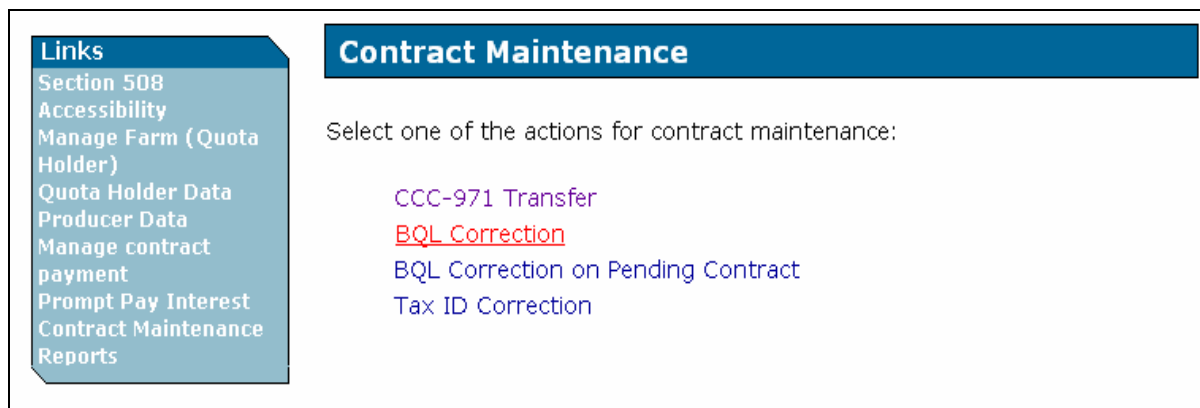 Links
Section 508
Accessibility
Manage Farm (Quota
Holder)
Quota Holder Data
Producer Data
Manage contract
payment
Prompt Pay Interest
Contract Maintenance
Reports
Contract Maintenance
Select one of the actions for contract maintenance:
CCC-971 Transfer
BQL Correction
BQL Correction on Pending Contract
Tax ID Correction